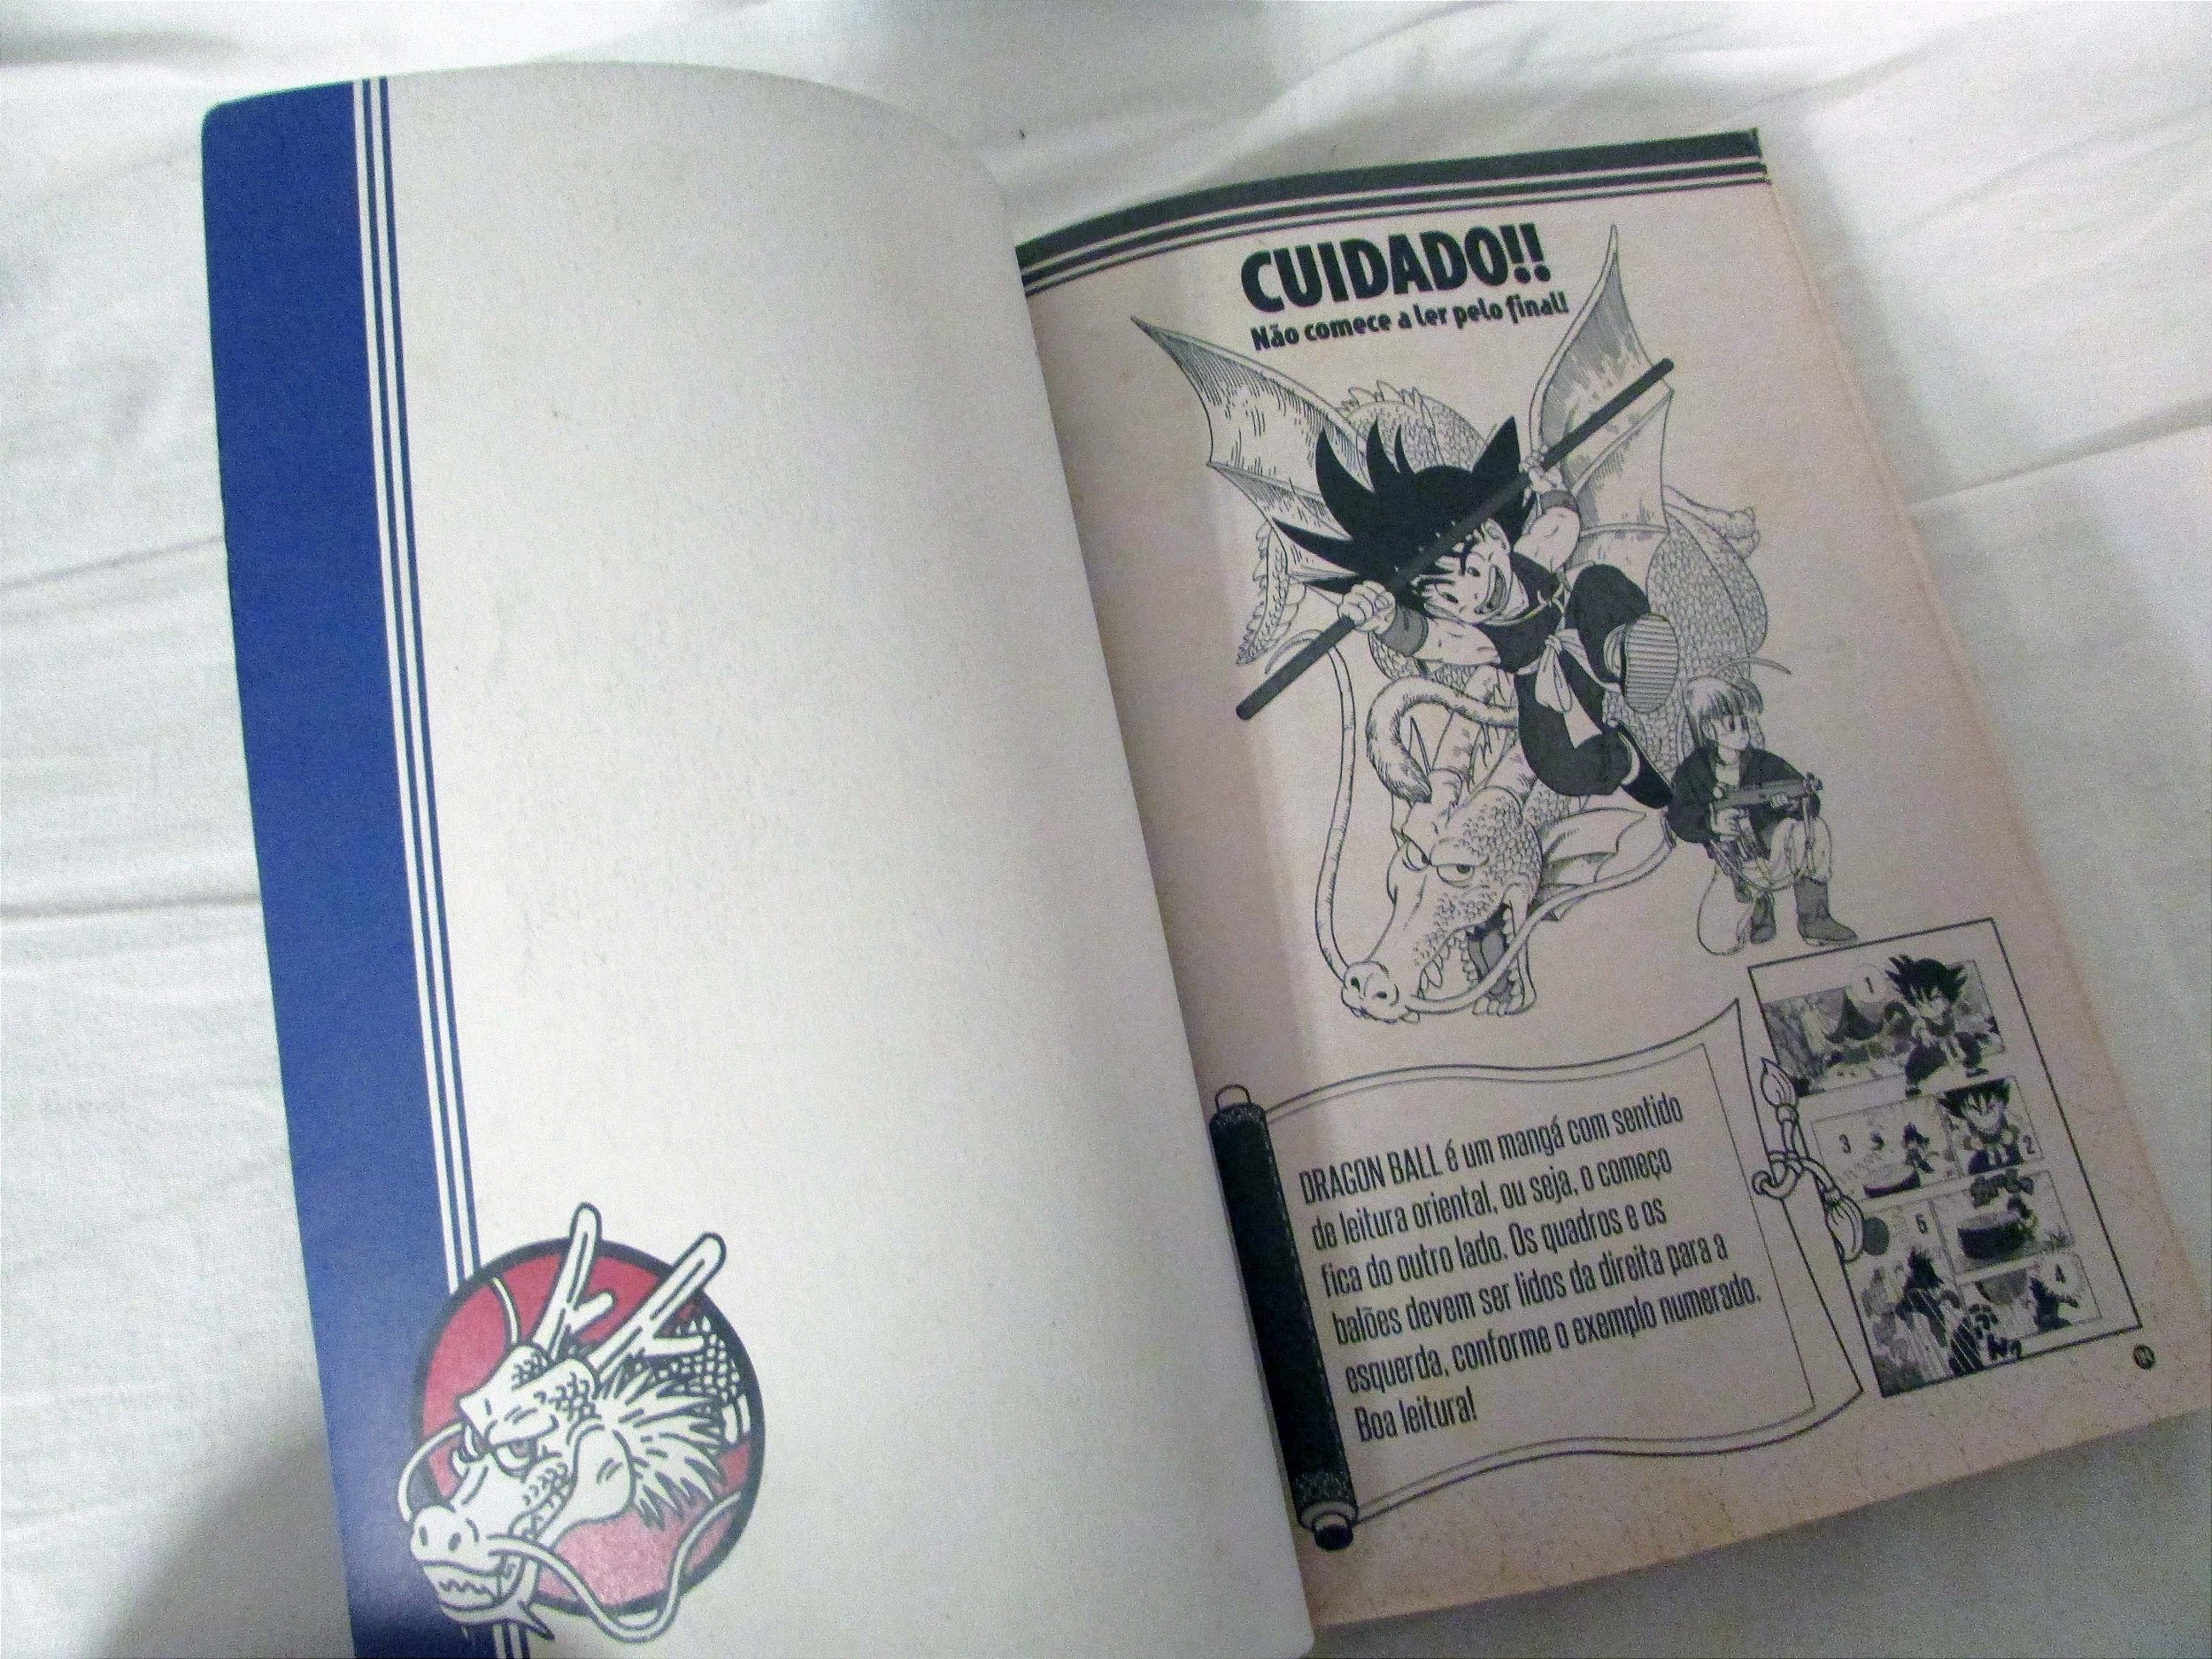 CUIDADO!!
Não comece a ler pelo final!
DRAGON BALL é um mangá com sentido
de leitura oriental, ou seja, o começo
fica do outro lado. Os quadros e os
balões devem ser lidos da direita para a
esquerda, conforme o exemplo numerado.
Boa leitura!
1
2
3
4
6